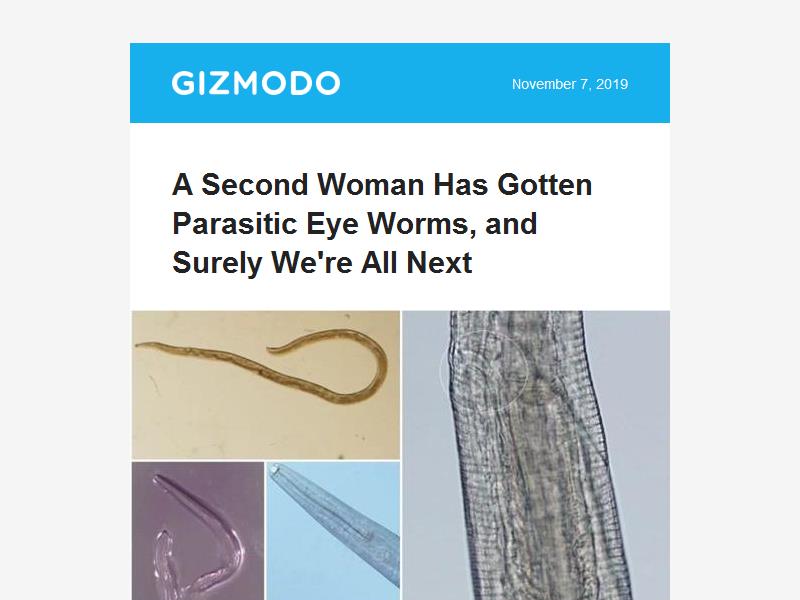 GIZMODO
November 7, 2019
A Second Woman Has Gotten
Parasitic Eye Worms, and
Surely We're All Next